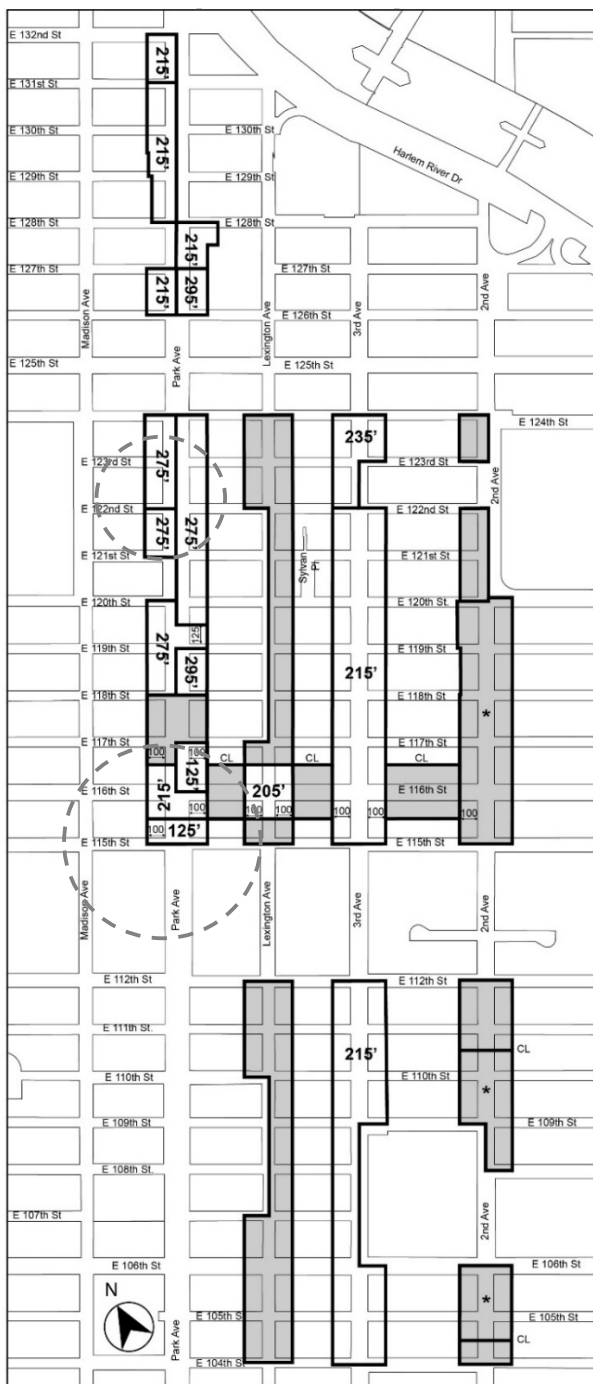 E 132nd St
215'
E 131st St
E 130th St
E 130th St
215'
Harlem River Dr
E 129th St
E 129th St
E 128th St
E 128th St
215'
E 127th St
E 127th St
215'
295'
Madison Ave
Lexington Ave
3rd Ave
2nd Ave
E 126th St
E 125th St
Park Ave
E 125th St
E 124th St
235'
E 123rd St
275'
E 123rd St
2nd Ave
E 122nd St
275'
275'
E 122nd St
E 121st St
Sylvan Pl
E 121st St
E 120th St
E 120th St.
125
E 119th St
275'
295'
E 119th St
215'
E 118th St
E 118th St
*
E 117th St
E 117th St
100
100
CL
CL
CL
125'
E 116th St
215'
205'
E 116th St
100
100
100
100
100
100
E 115th St
100
125'
E 115th St
Madison Ave
Park Ave
Lexington Ave
3rd Ave
2nd Ave
E 112th St
E 112th St
E 111th St.
215'
CL
E 110th St
E 110th St
*
E 109th St
E 109th St
E 108th St.
E 107th St
2nd Ave
E 106th St
E 106th St
N
*
E 105th St
E 105th St
Park Ave
CL
E 104th St